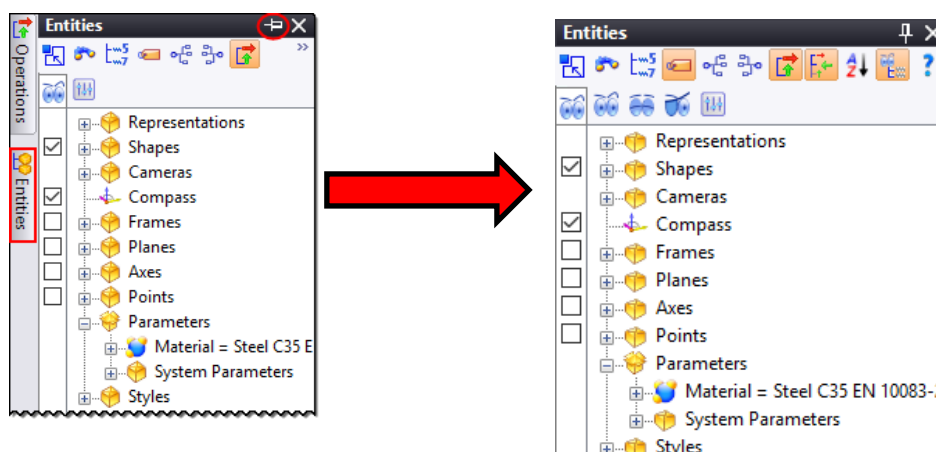 Entities
Operations
Entities
Representations
Shapes
Cameras
Compass
Frames
Planes
Axes
Points
Parameters
Material = Steel C35 E
System Parameters
Styles
Entities
Representations
Shapes
Cameras
Compass
Frames
Planes
Axes
Points
Parameters
Material = Steel C35 EN 10083-
System Parameters
Styles